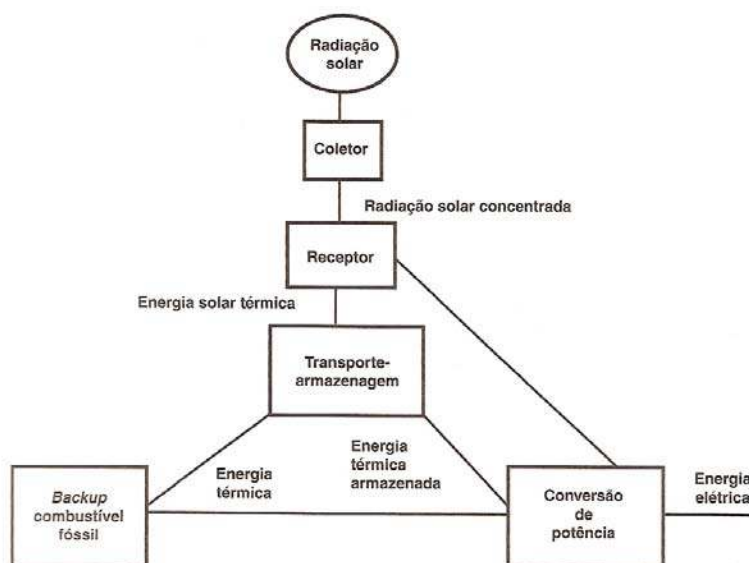 Radiação
solar
Coletor
Radiação solar concentrada
Receptor
Energia solar térmica
Transporte-
armazenagem
Energia
térmica
Energia
térmica
armazenada
Backup
combustível
fóssil
Conversão
de
potência
Energia
elétrica